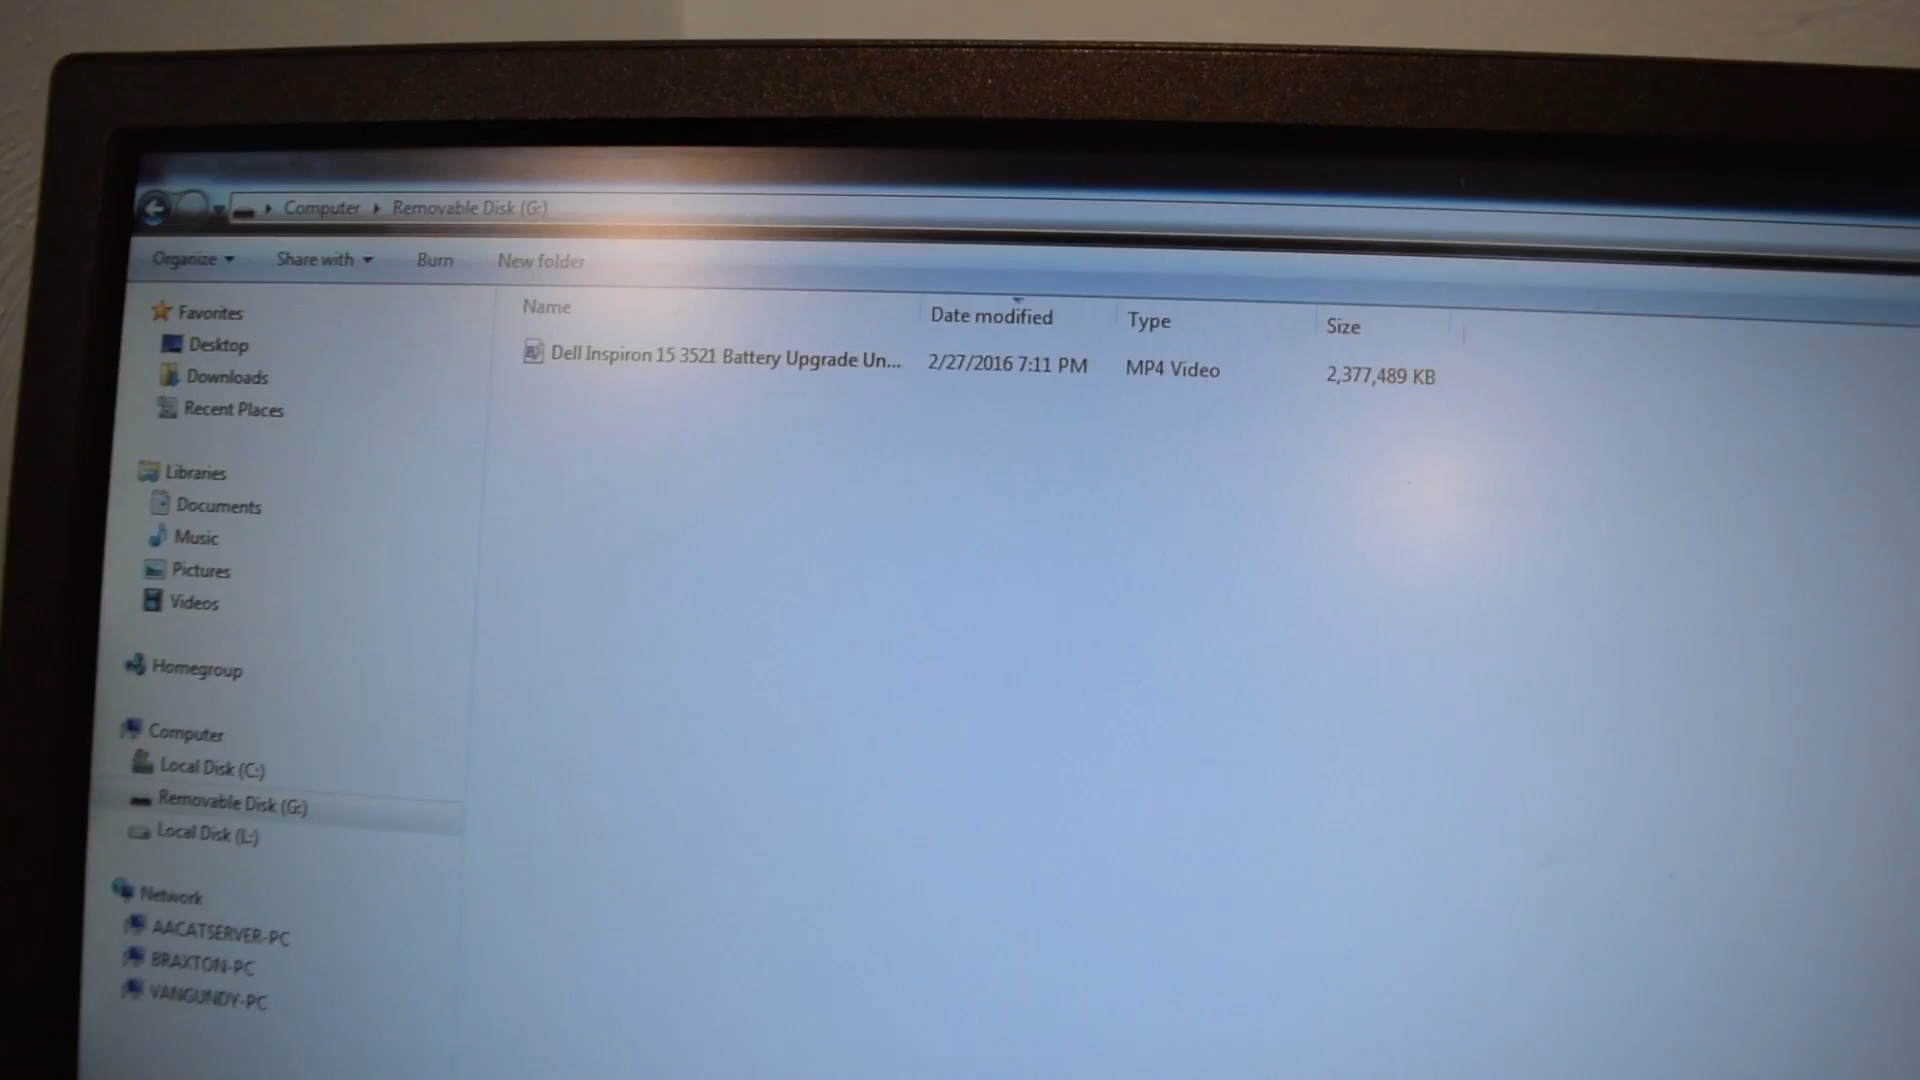 Computer Removable Disk (G:)
Organize Share with Burn New folder
Name Date modified Type Size
Dell Inspiron 15 3521 Battery Upgrade Un... 2/27/2016 7:11 PM MP4 Video 2,377,489 KB
Favorites
Desktop
Downloads
Recent Places
Libraries
Documents
Music
Pictures
Videos
Homegroup
Computer
Local Disk (C:)
Removable Disk (G:)
Local Disk (L:)
Network
AACATSERVER-PC
BRAXTON-PC
VANGUNDY-PC